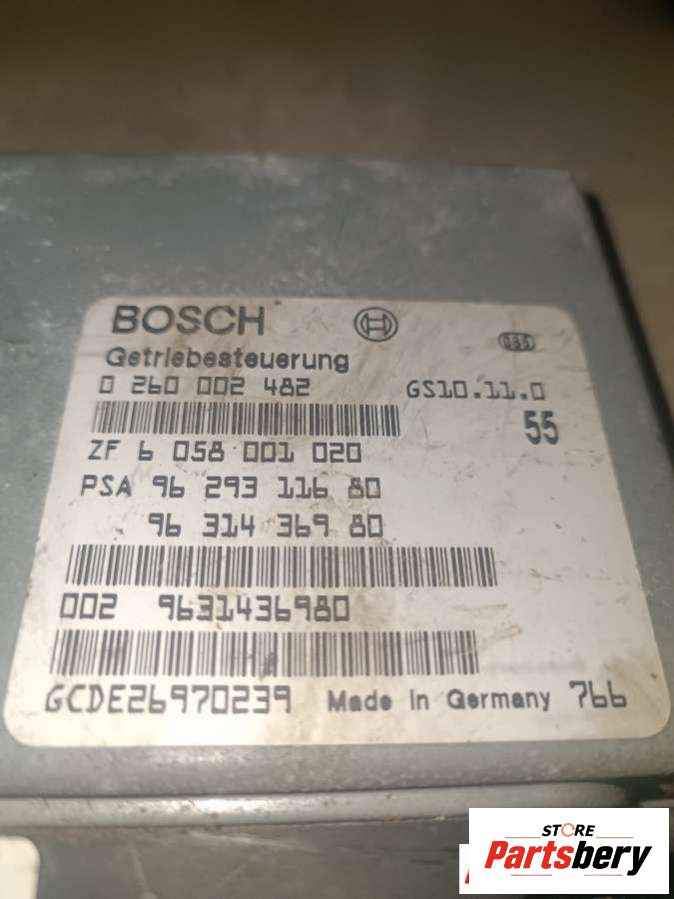 BOSCH
Getriebesteuerung
0 260 002 482 GS10.11.0
55
ZF 6 058 001 020
PSA 96 293 116 80
96 314 369 80
002 9631436980
GCDE26970239 Made in Germany 766
STORE
Partsbery